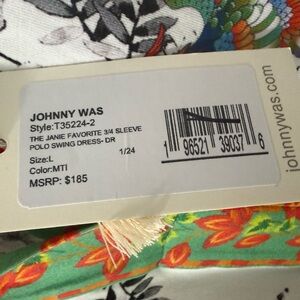 JOHNNY WAS
Style:T35224-2
THE JANIE FAVORITE 3/4 SLEEVE
POLO SWING DRESS- DR
Size:L 1/24
Color:MTI
MSRP: $185
1 96521 39037 6
johnnywas.com